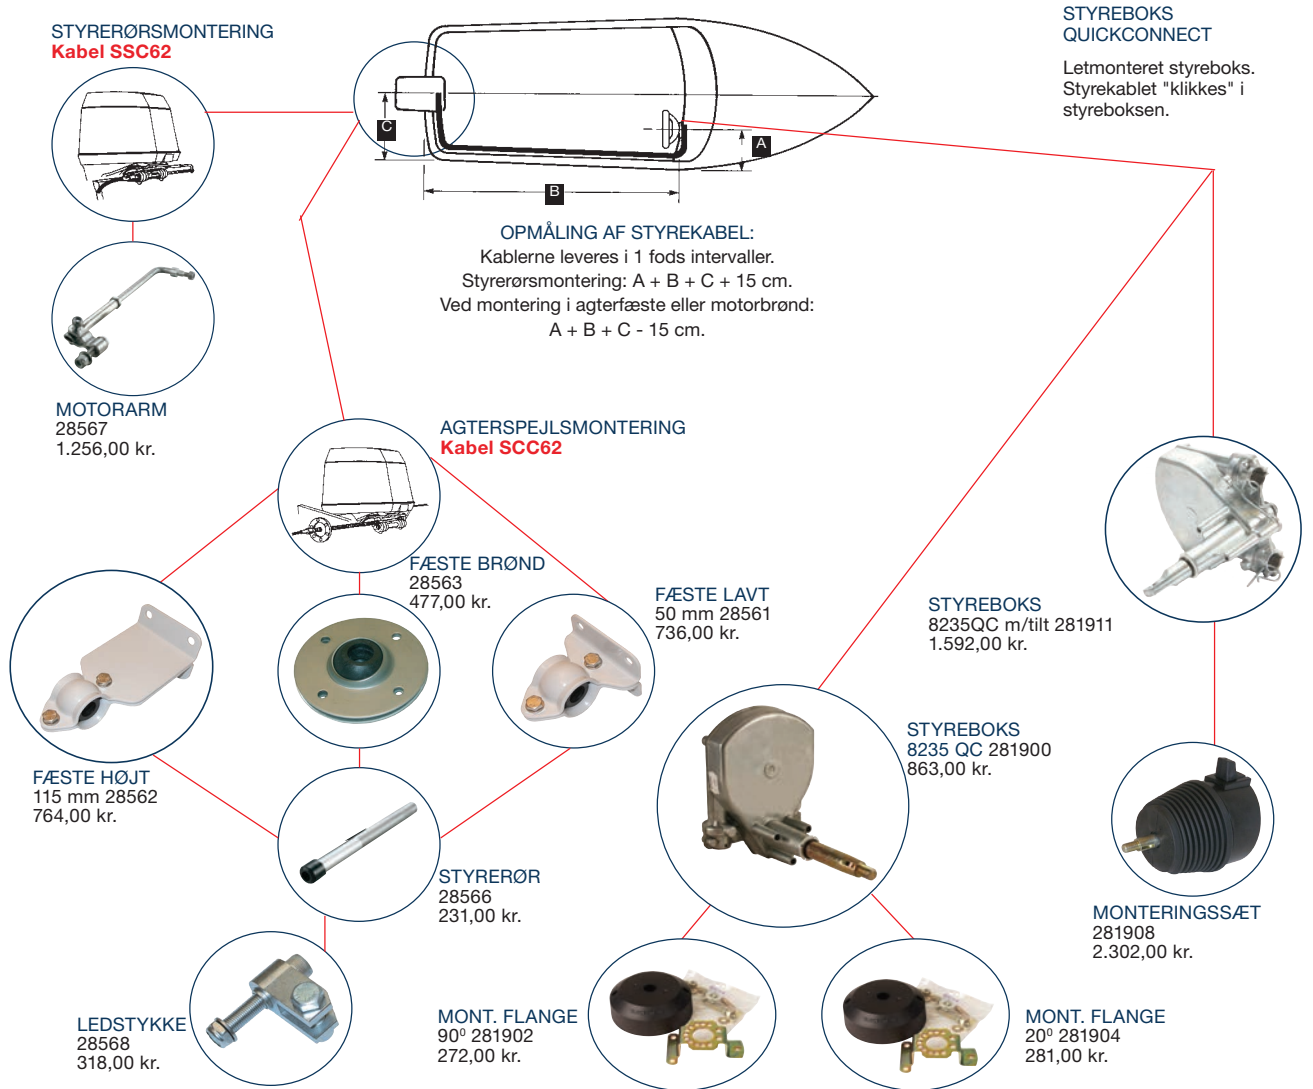 STYRERØRSMONTERING
Kabel SSC62
STYREBOKS
QUICKCONNECT
Letmonteret styreboks.
Styrekablet "klikkes" i
styreboksen.
C
A
B
OPMÅLING AF STYREKABEL:
Kablerne leveres i 1 fods intervaller.
Styrerørsmontering: A + B + C + 15 cm.
Ved montering i agterfæste eller motorbrønd:
A + B + C - 15 cm.
MOTORARM
28567
1.256,00 kr.
AGTERSPEJLSMONTERING
Kabel SCC62
FÆSTE BRØND
28563
477,00 kr.
FÆSTE LAVT
50 mm 28561
736,00 kr.
STYREBOKS
8235QC m/tilt 281911
1.592,00 kr.
STYREBOKS
8235 QC 281900
863,00 kr.
FÆSTE HØJT
115 mm 28562
764,00 kr.
STYRERØR
28566
231,00 kr.
MONTERINGSSÆT
281908
2.302,00 kr.
LEDSTYKKE
28568
318,00 kr.
MONT. FLANGE
90º 281902
272,00 kr.
MONT. FLANGE
20º 281904
281,00 kr.